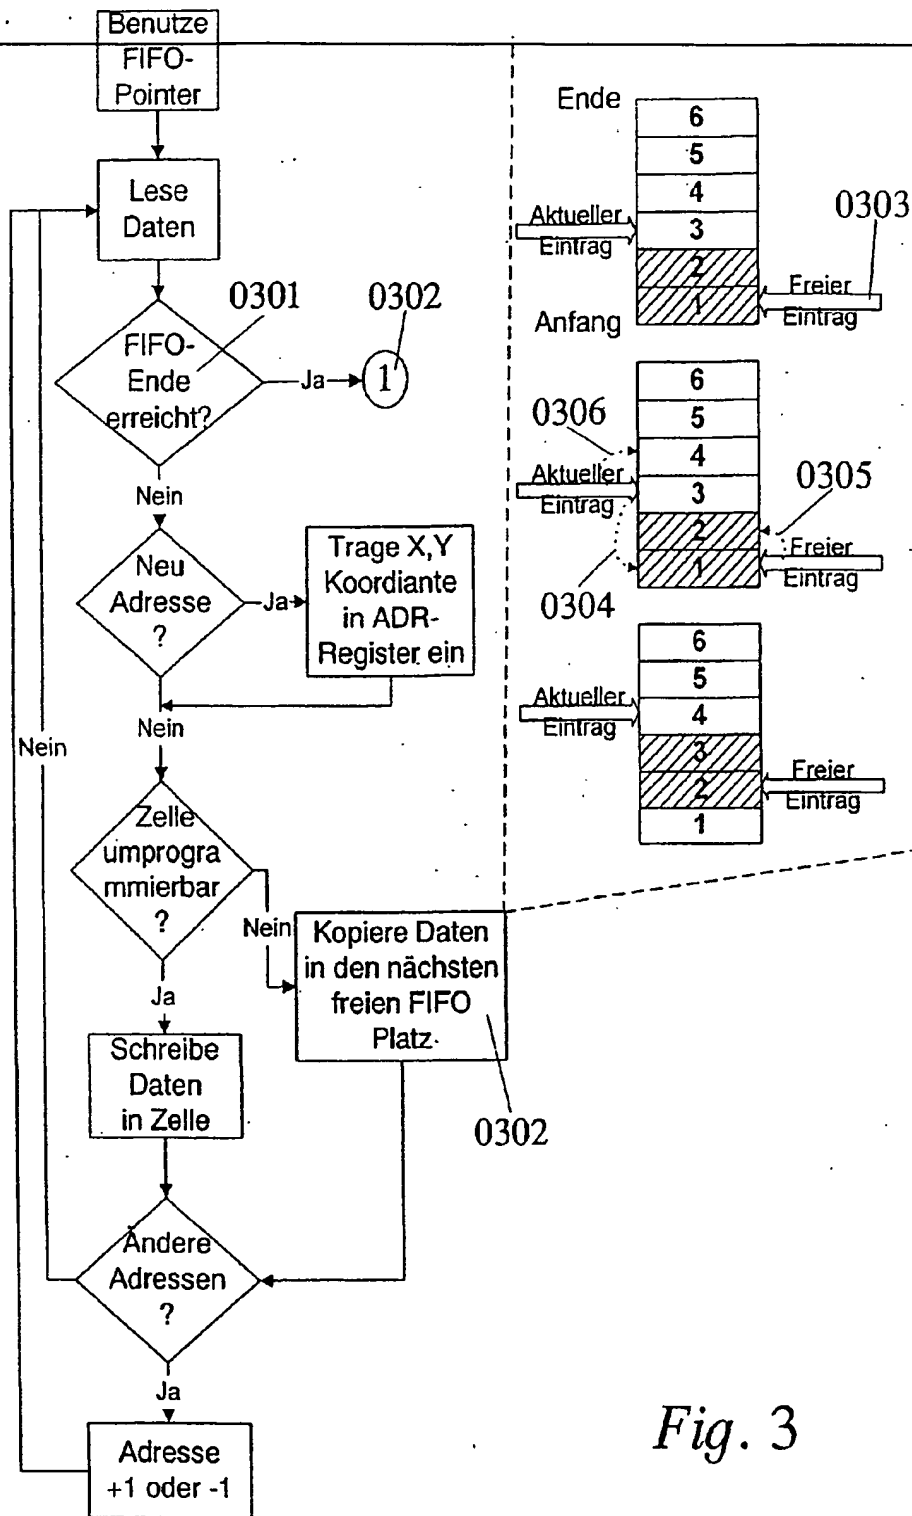 Benutze
FIFO-
Pointer
Lese
Daten
0301
0302
FIFO-
Ende
erreicht?
Ja
1
Nein
Neu
Adresse
?
Ja
Trage X,Y
Koordiante
in ADR-
Register ein
Nein
Nein
Zelle
umprogra
mmierbar
?
Nein
Kopiere Daten
in den nächsten
freien FIFO
Platz
0302
Ja
Schreibe
Daten
in Zelle
Ändere
Adressen
?
Ja
Adresse
+1 oder -1
Ende
6
5
4
3
2
1
Aktueller
Eintrag
0303
Freier
Eintrag
Anfang
6
5
4
3
2
1
0306
Aktueller
Eintrag
0305
Freier
Eintrag
0304
6
5
4
3
2
1
Aktueller
Eintrag
Freier
Eintrag
Fig. 3